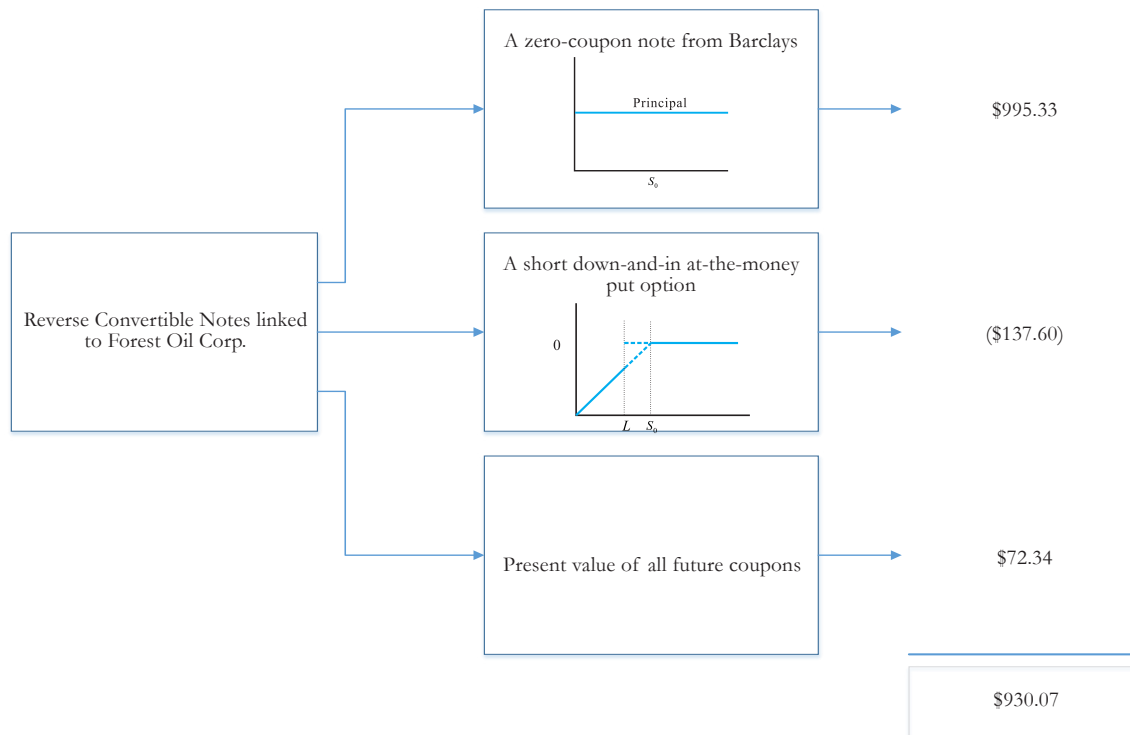 A zero-coupon note from Barclays
Principal
S₀
$995.33
Reverse Convertible Notes linked
to Forest Oil Corp.
A short down-and-in at-the-money
put option
0
L S₀
($137.60)
Present value of all future coupons
$72.34
$930.07